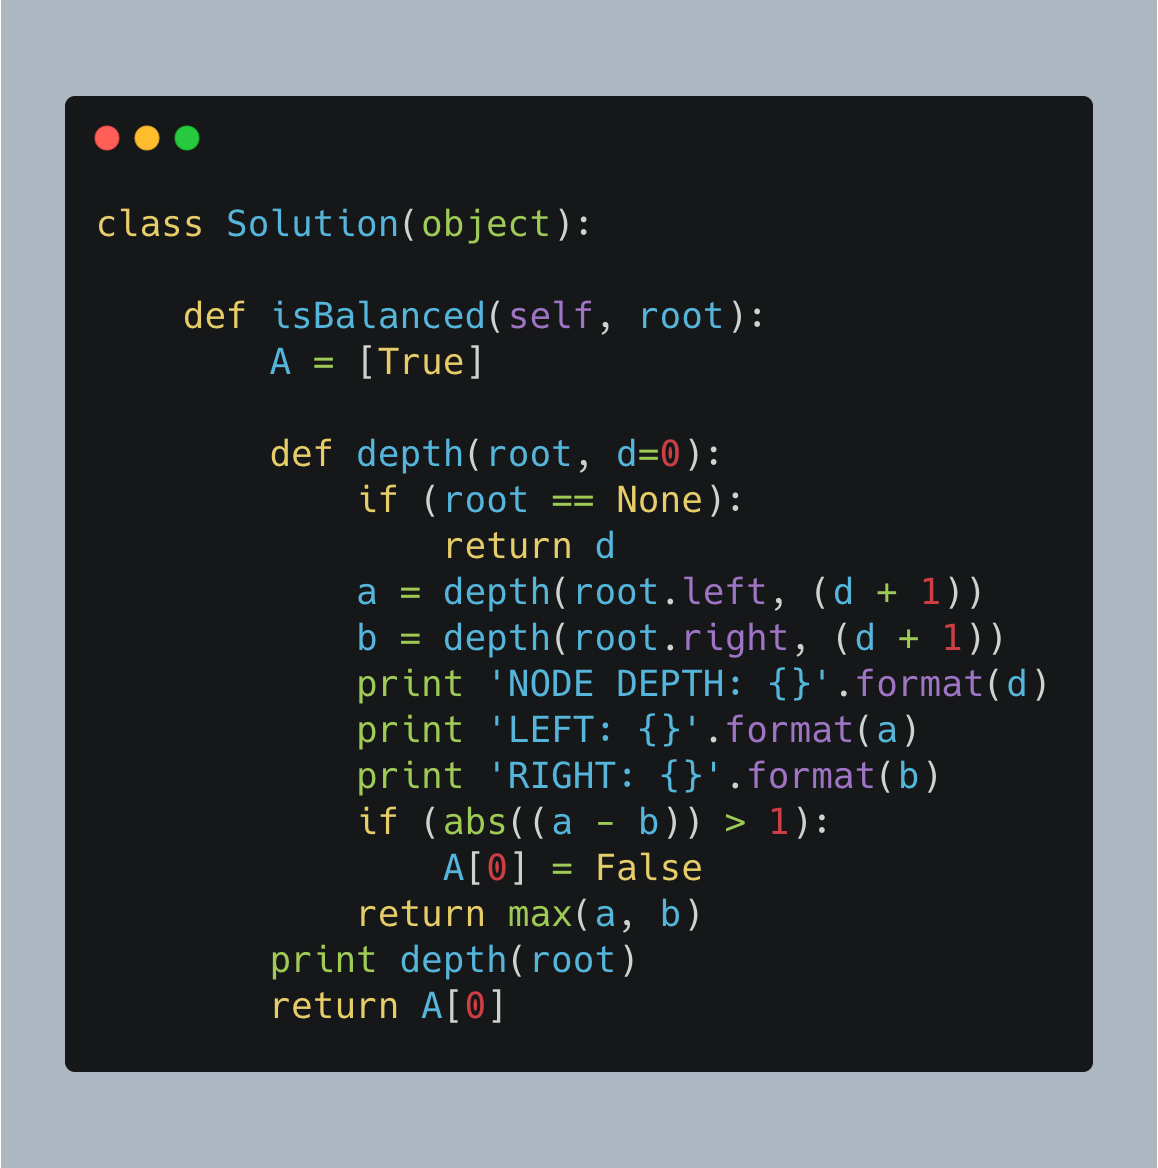 class Solution(object):

    def isBalanced(self, root):
        A = [True]

        def depth(root, d=0):
            if (root == None):
                return d
            a = depth(root.left, (d + 1))
            b = depth(root.right, (d + 1))
            print 'NODE DEPTH: {}'.format(d)
            print 'LEFT: {}'.format(a)
            print 'RIGHT: {}'.format(b)
            if (abs((a - b)) > 1):
                A[0] = False
            return max(a, b)
        print depth(root)
        return A[0]